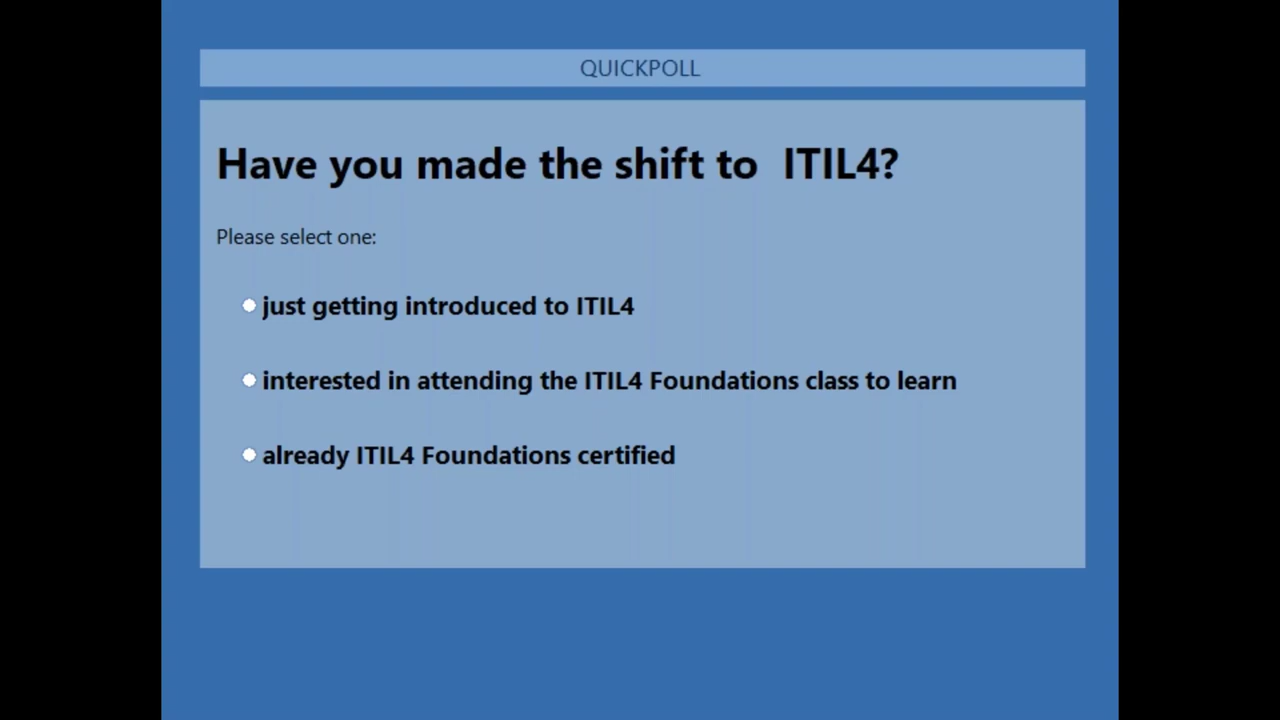 QUICKPOLL
Have you made the shift to  ITIL4?
Please select one:
just getting introduced to ITIL4
interested in attending the ITIL4 Foundations class to learn
already ITIL4 Foundations certified